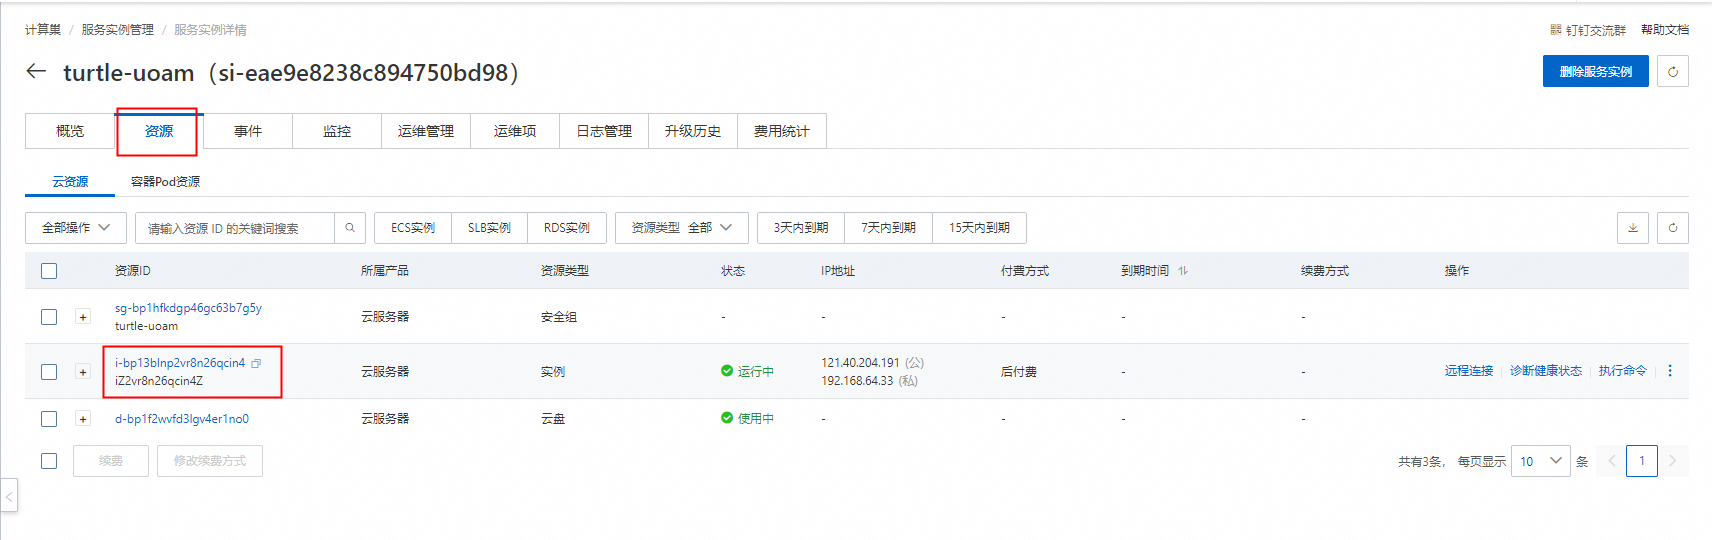 计算巢 / 服务实例管理 / 服务实例详情
钉钉交流群 帮助文档
turtle-uoam（si-eae9e8238c894750bd98）
删除服务实例
概览 资源 事件 监控 运维管理 运维项 日志管理 升级历史 费用统计
云资源 容器Pod资源
全部操作 请输入资源 ID 的关键词搜索 ECS实例 SLB实例 RDS实例 资源类型 全部 3天内到期 7天内到期 15天内到期
资源ID 所属产品 资源类型 状态 IP地址 付费方式 到期时间 续费方式 操作
sg-bp1hfkdgp46gc63b7g5y
turtle-uoam 云服务器 安全组 - - - - -
i-bp13blnp2vr8n26qcin4
iZ2vr8n26qcin4Z 云服务器 实例 运行中 121.40.204.191 (公)
192.168.64.33 (私) 后付费 - - 远程连接 诊断健康状态 执行命令
d-bp1f2wvfd3lgv4er1no0 云服务器 云盘 使用中 - - - -
续费 修改续费方式 共有3条, 每页显示 10 条 1